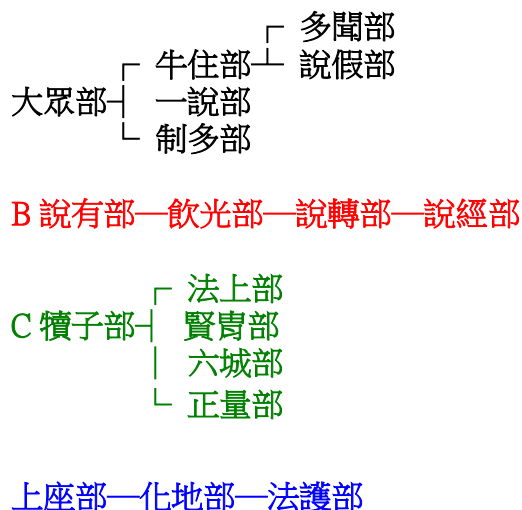 ┌ 多聞部
┌ 牛住部┴ 說假部
大眾部┤ 一說部
└ 制多部
B 說有部—飲光部—說轉部—說經部
┌ 法上部
C 犢子部┤ 賢冑部
│ 六城部
└ 正量部
上座部—化地部—法護部